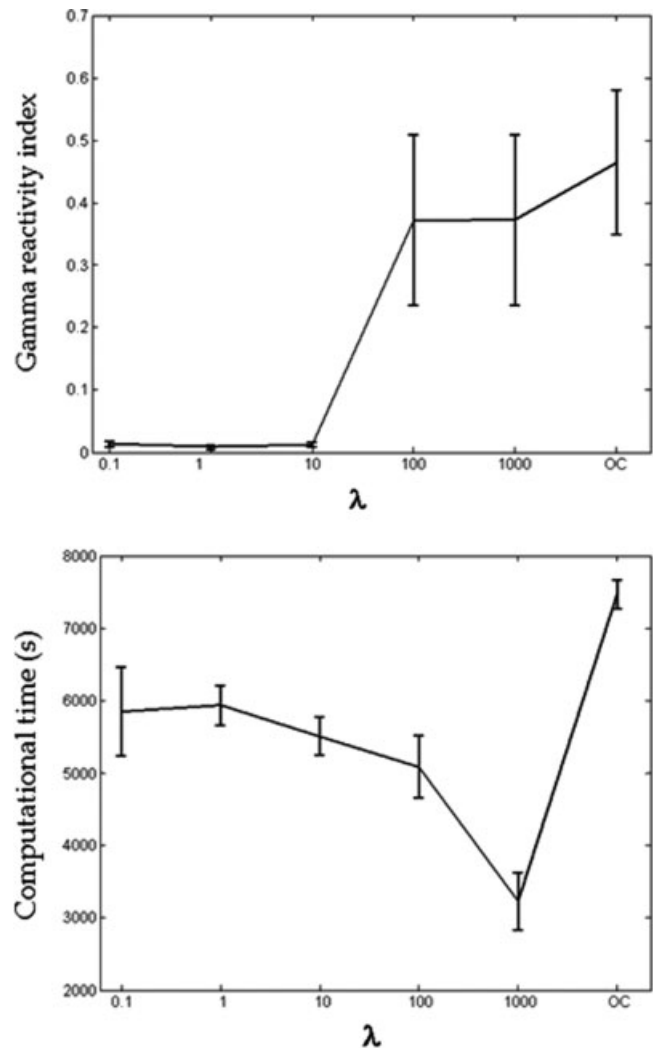 0.7
0.6
0.5
0.4
0.3
0.2
0.1
0
Gamma reactivity index
0.1 1 10 100 1000 OC
λ
8000
7000
6000
5000
4000
3000
2000
Computational time (s)
0.1 1 10 100 1000 OC
λ